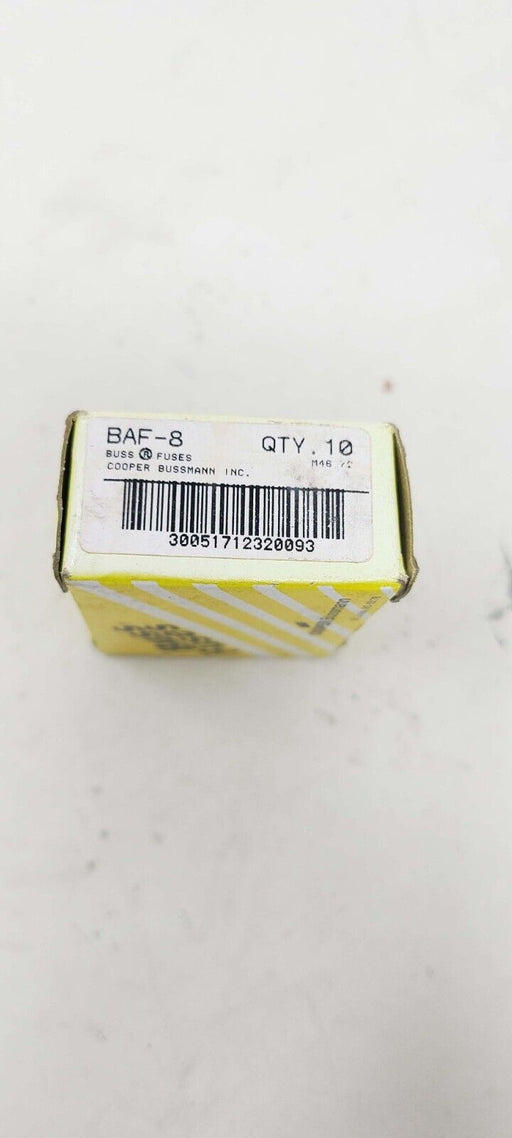 BAF-8 QTY.10
BUSS ® FUSES
COOPER BUSSMANN INC.
30051712320093